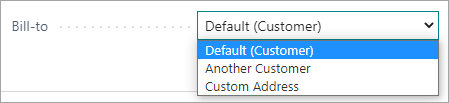 Bill-to Default (Customer)
Default (Customer)
Another Customer
Custom Address